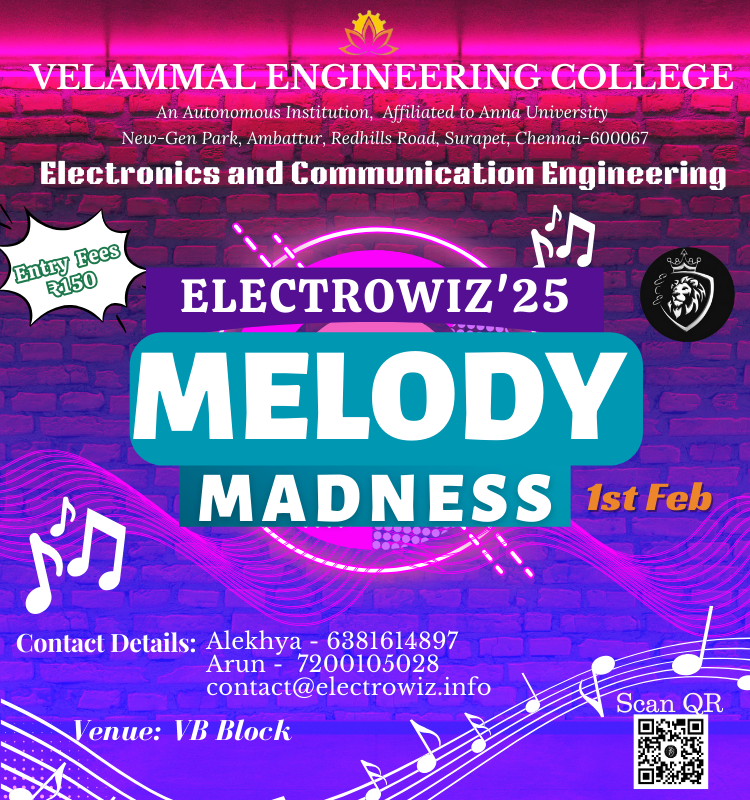 VELAMMAL ENGINEERING COLLEGE
An Autonomous Institution, Affiliated to Anna University
New-Gen Park, Ambattur, Redhills Road, Surapet, Chennai-600067
Electronics and Communication Engineering
Entry Fees
₹150
ELECTROWIZ'25
MELODY
MADNESS
1st Feb
Contact Details: Alekhya - 6381614897
Arun - 7200105028
contact@electrowiz.info
Venue: VB Block
Scan QR